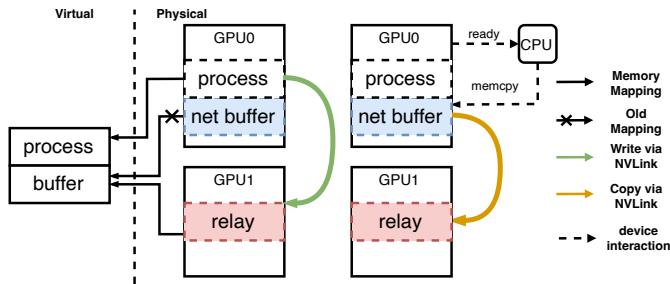 Virtual
Physical
process
buffer
GPU0
process
net buffer
GPU1
relay
GPU0
process
net buffer
GPU1
relay
ready
CPU
memcpy
Memory
Mapping
Old
Mapping
Write via
NVLink
Copy via
NVLink
device
interaction